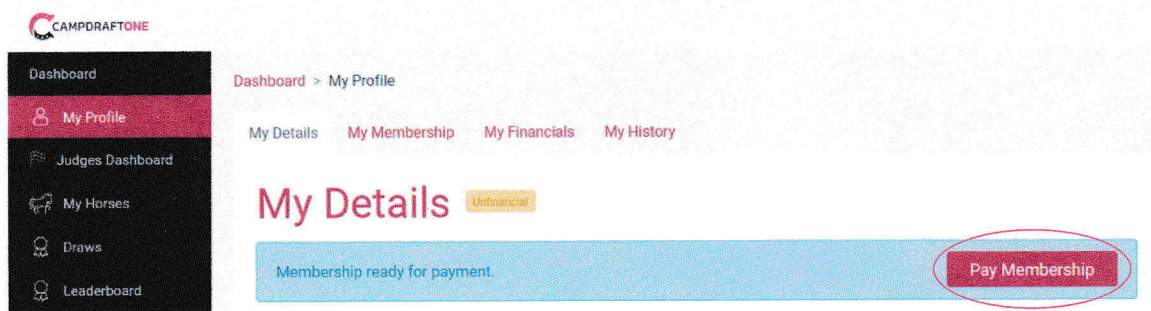 CAMPDRAFTONE
Dashboard
My Profile
Judges Dashboard
My Horses
Draws
Leaderboard
Dashboard > My Profile
My Details My Membership My Financials My History
My Details Unfinancial
Membership ready for payment. Pay Membership